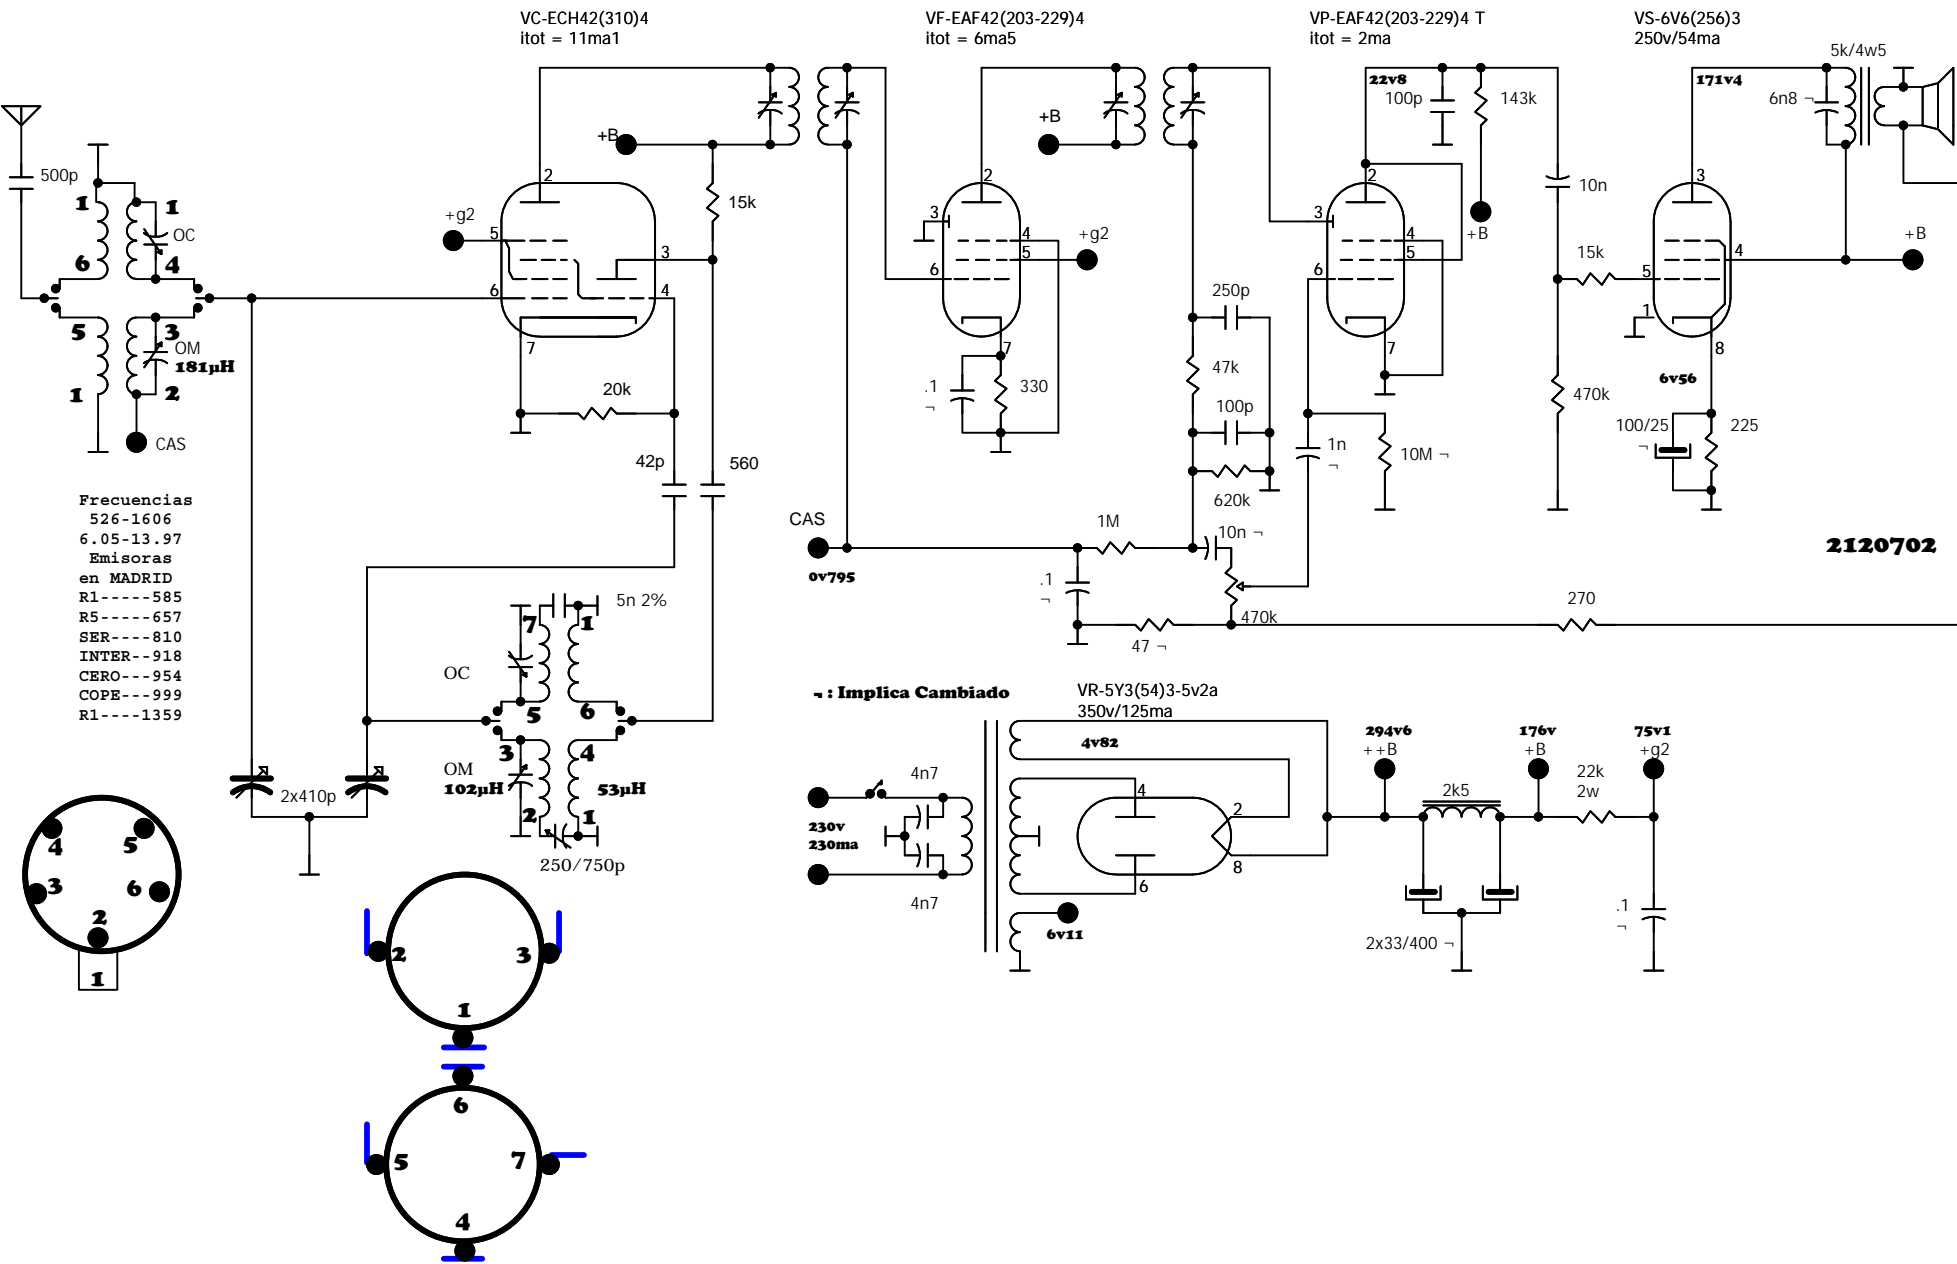 VC-ECH42(310)4
itot = 11ma1
VF-EAF42(203-229)4
itot = 6ma5
VP-EAF42(203-229)4 T
itot = 2ma
VS-6V6(256)3
250v/54ma
5k/4w5
22v8
100p
143k
171v4
6n8 ¬
+B
500p
1
1
OC
6
4
5
3
OM
181µH
1
2
CAS
+g2
2
5
3
6
4
7
15k
20k
42p
560
+B
2
3
4
5
6
7
+g2
.1
¬
330
250p
47k
100p
620k
2
3
4
5
6
7
+B
1n
¬
10M ¬
10n
15k
470k
3
4
5
1
8
+B
6v56
100/25
¬
225
2120702
Frecuencias
526-1606
6.05-13.97
Emisoras
en MADRID
R1-----585
R5-----657
SER----810
INTER--918
CERO---954
COPE---999
R1----1359
CAS
0v795
1M
10n ¬
.1
¬
470k
47 ¬
270
5n 2%
7
1
OC
5
6
3
4
OM
102µH
53µH
2
1
250/750p
2x410p
¬ : Implica Cambiado
VR-5Y3(54)3-5v2a
350v/125ma
4v82
4n7
230v
230ma
4n7
4
2
8
6
6v11
294v6
++B
176v
+B
75v1
+g2
2k5
22k
2w
2x33/400 ¬
.1
¬
4
5
3
6
2
1
2
3
1
6
5
7
4